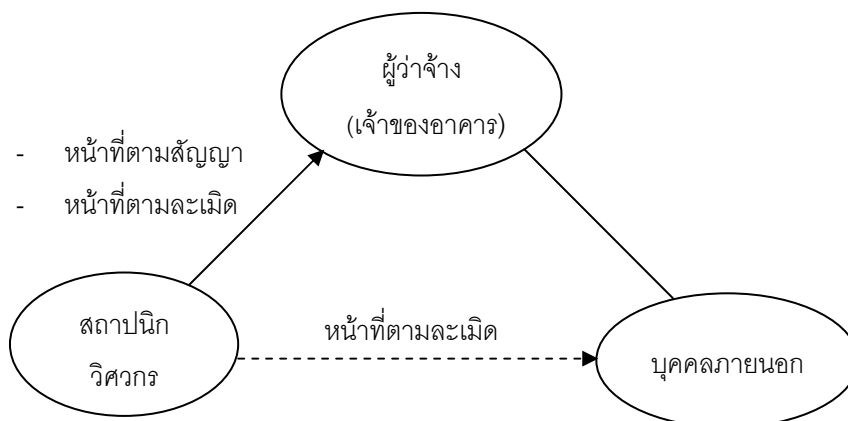 ผู้ว่าจ้าง
(เจ้าของอาคาร)
- หน้าที่ตามสัญญา
- หน้าที่ตามละเมิด
สถาปนิก
วิศวกร
หน้าที่ตามละเมิด
บุคคลภายนอก